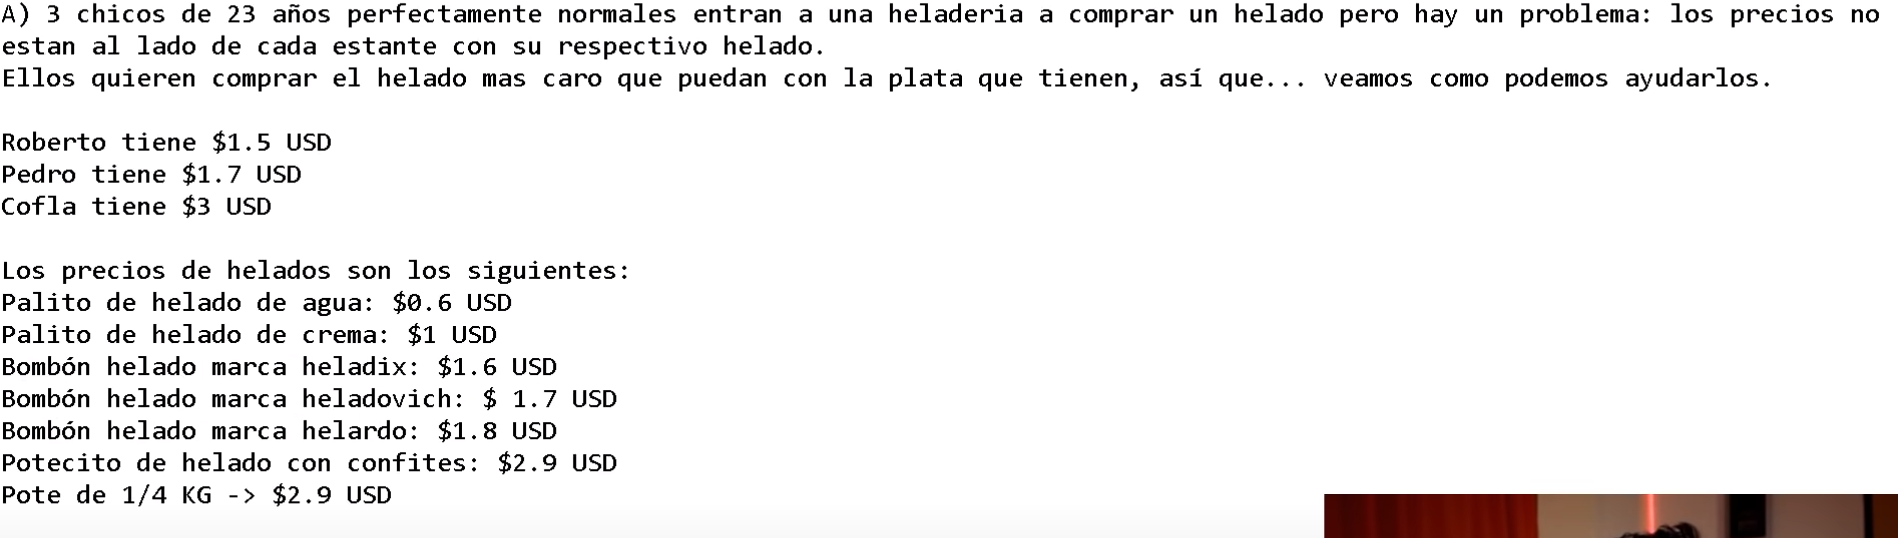 A) 3 chicos de 23 años perfectamente normales entran a una heladeria a comprar un helado pero hay un problema: los precios no
estan al lado de cada estante con su respectivo helado.
Ellos quieren comprar el helado mas caro que puedan con la plata que tienen, así que... veamos como podemos ayudarlos.
Roberto tiene $1.5 USD
Pedro tiene $1.7 USD
Cofla tiene $3 USD
Los precios de helados son los siguientes:
Palito de helado de agua: $0.6 USD
Palito de helado de crema: $1 USD
Bombón helado marca heladix: $1.6 USD
Bombón helado marca heladovich: $ 1.7 USD
Bombón helado marca helardo: $1.8 USD
Potecito de helado con confites: $2.9 USD
Pote de 1/4 KG -> $2.9 USD